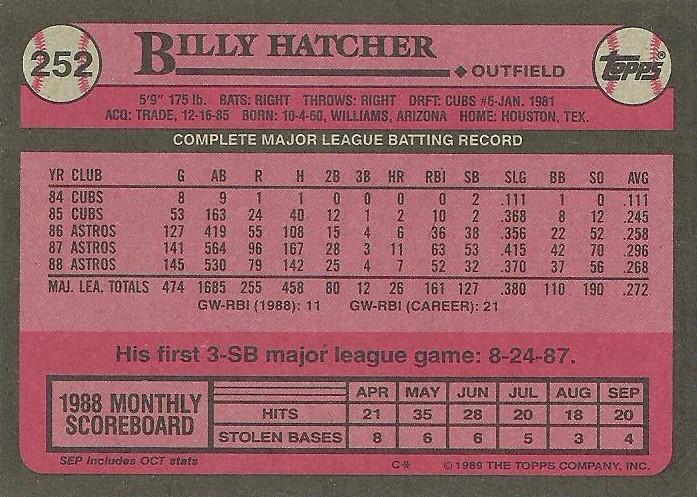 252
BILLY HATCHER
◆ OUTFIELD
TOPPS®
5'9" 175 lb. BATS: RIGHT THROWS: RIGHT DRFT: CUBS #6-JAN. 1981
ACQ: TRADE, 12-16-85 BORN: 10-4-60, WILLIAMS, ARIZONA HOME: HOUSTON, TEX.
COMPLETE MAJOR LEAGUE BATTING RECORD
YR CLUB G AB R H 2B 3B HR RBI SB SLG BB SO AVG
84 CUBS 8 9 1 1 0 0 0 0 2 .111 1 0 .111
85 CUBS 53 163 24 40 12 1 2 10 2 .368 8 12 .245
86 ASTROS 127 419 55 108 15 4 6 36 38 .356 22 52 .258
87 ASTROS 141 564 96 167 28 3 11 63 53 .415 42 70 .296
88 ASTROS 145 530 79 142 25 4 7 52 32 .370 37 56 .268
MAJ. LEA. TOTALS 474 1685 255 458 80 12 26 161 127 .380 110 190 .272
GW-RBI (1988): 11 GW-RBI (CAREER): 21
His first 3-SB major league game: 8-24-87.
1988 MONTHLY SCOREBOARD
APR MAY JUN JUL AUG SEP
HITS 21 35 28 20 18 20
STOLEN BASES 8 6 6 5 3 4
SEP includes OCT stats
C* © 1989 THE TOPPS COMPANY, INC.